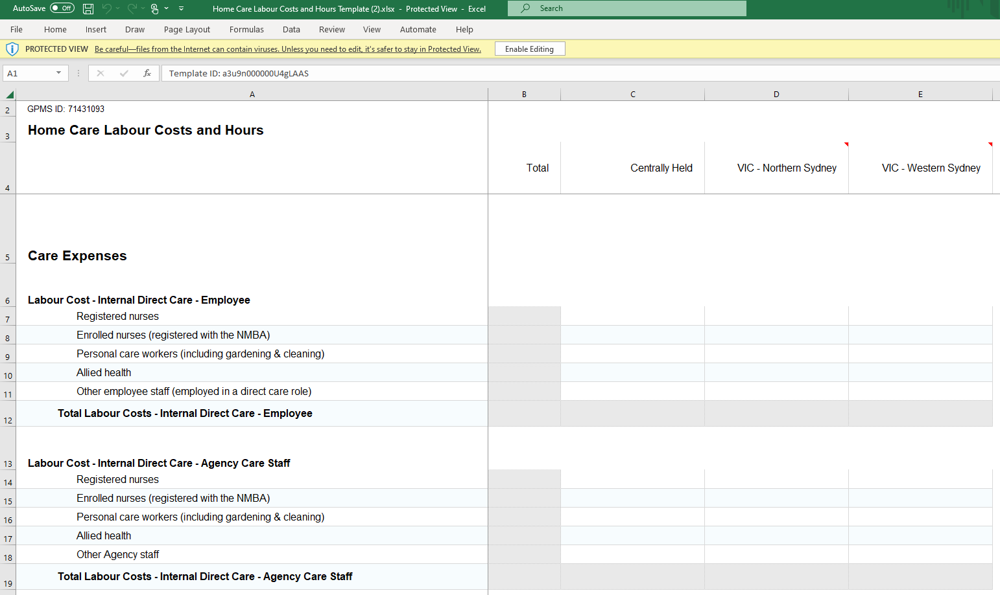 AutoSave Off Home Care Labour Costs and Hours Template (2).xlsx - Protected View - Excel Search
File Home Insert Draw Page Layout Formulas Data Review View Automate Help
PROTECTED VIEW Be careful—files from the Internet can contain viruses. Unless you need to edit, it's safer to stay in Protected View. Enable Editing
A1 fx Template ID: a3u9n000000U4gLAAS
A B C D E
2 GPMS ID: 71431093
3 Home Care Labour Costs and Hours
4 Total Centrally Held VIC - Northern Sydney VIC - Western Sydney
5 Care Expenses
6 Labour Cost - Internal Direct Care - Employee
7 Registered nurses
8 Enrolled nurses (registered with the NMBA)
9 Personal care workers (including gardening & cleaning)
10 Allied health
11 Other employee staff (employed in a direct care role)
12 Total Labour Costs - Internal Direct Care - Employee
13 Labour Cost - Internal Direct Care - Agency Care Staff
14 Registered nurses
15 Enrolled nurses (registered with the NMBA)
16 Personal care workers (including gardening & cleaning)
17 Allied health
18 Other Agency staff
19 Total Labour Costs - Internal Direct Care - Agency Care Staff